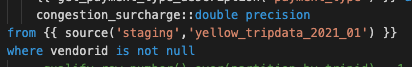 congestion_surcharge::double precision
from {{ source('staging','yellow_tripdata_2021_01') }}
where vendorid is not null